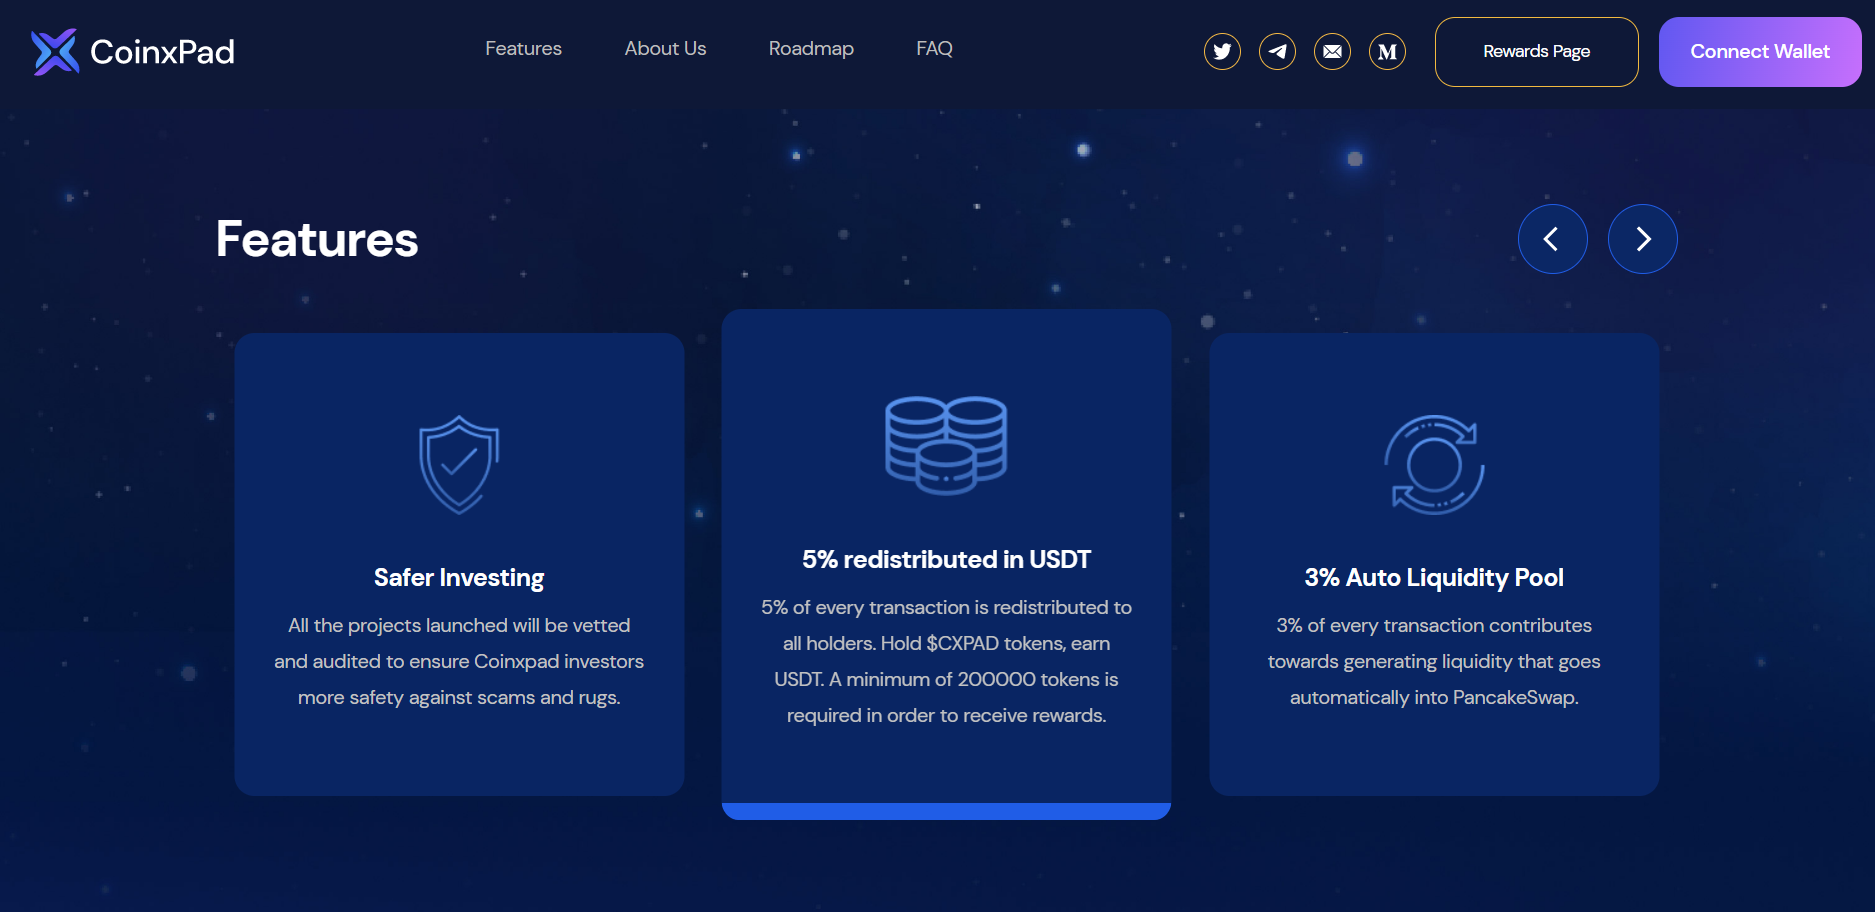 CoinxPad
Features
About Us
Roadmap
FAQ
M
Rewards Page
Connect Wallet
Features
Safer Investing
All the projects launched will be vetted
and audited to ensure Coinxpad investors
more safety against scams and rugs.
5% redistributed in USDT
5% of every transaction is redistributed to
all holders. Hold $CXPAD tokens, earn
USDT. A minimum of 200000 tokens is
required in order to receive rewards.
3% Auto Liquidity Pool
3% of every transaction contributes
towards generating liquidity that goes
automatically into PancakeSwap.